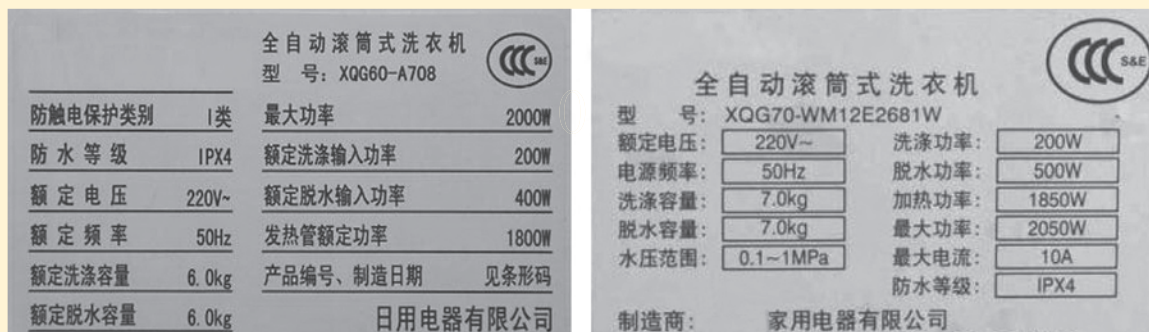 全自动滚筒式洗衣机
CCC S&E
型 号：XQG60-A708
防触电保护类别 I类
最大功率 2000W
防水等级 IPX4
额定洗涤输入功率 200W
额定电压 220V~
额定脱水输入功率 400W
额定频率 50Hz
发热管额定功率 1800W
额定洗涤容量 6.0kg
产品编号、制造日期 见条形码
额定脱水容量 6.0kg
日用电器有限公司
CCC S&E
全自动滚筒式洗衣机
型 号：XQG70-WM12E2681W
额定电压：220V~
洗涤功率：200W
电源频率：50Hz
脱水功率：500W
洗涤容量：7.0kg
加热功率：1850W
脱水容量：7.0kg
最大功率：2050W
水压范围：0.1~1MPa
最大电流：10A
防水等级：IPX4
制造商： 家用电器有限公司